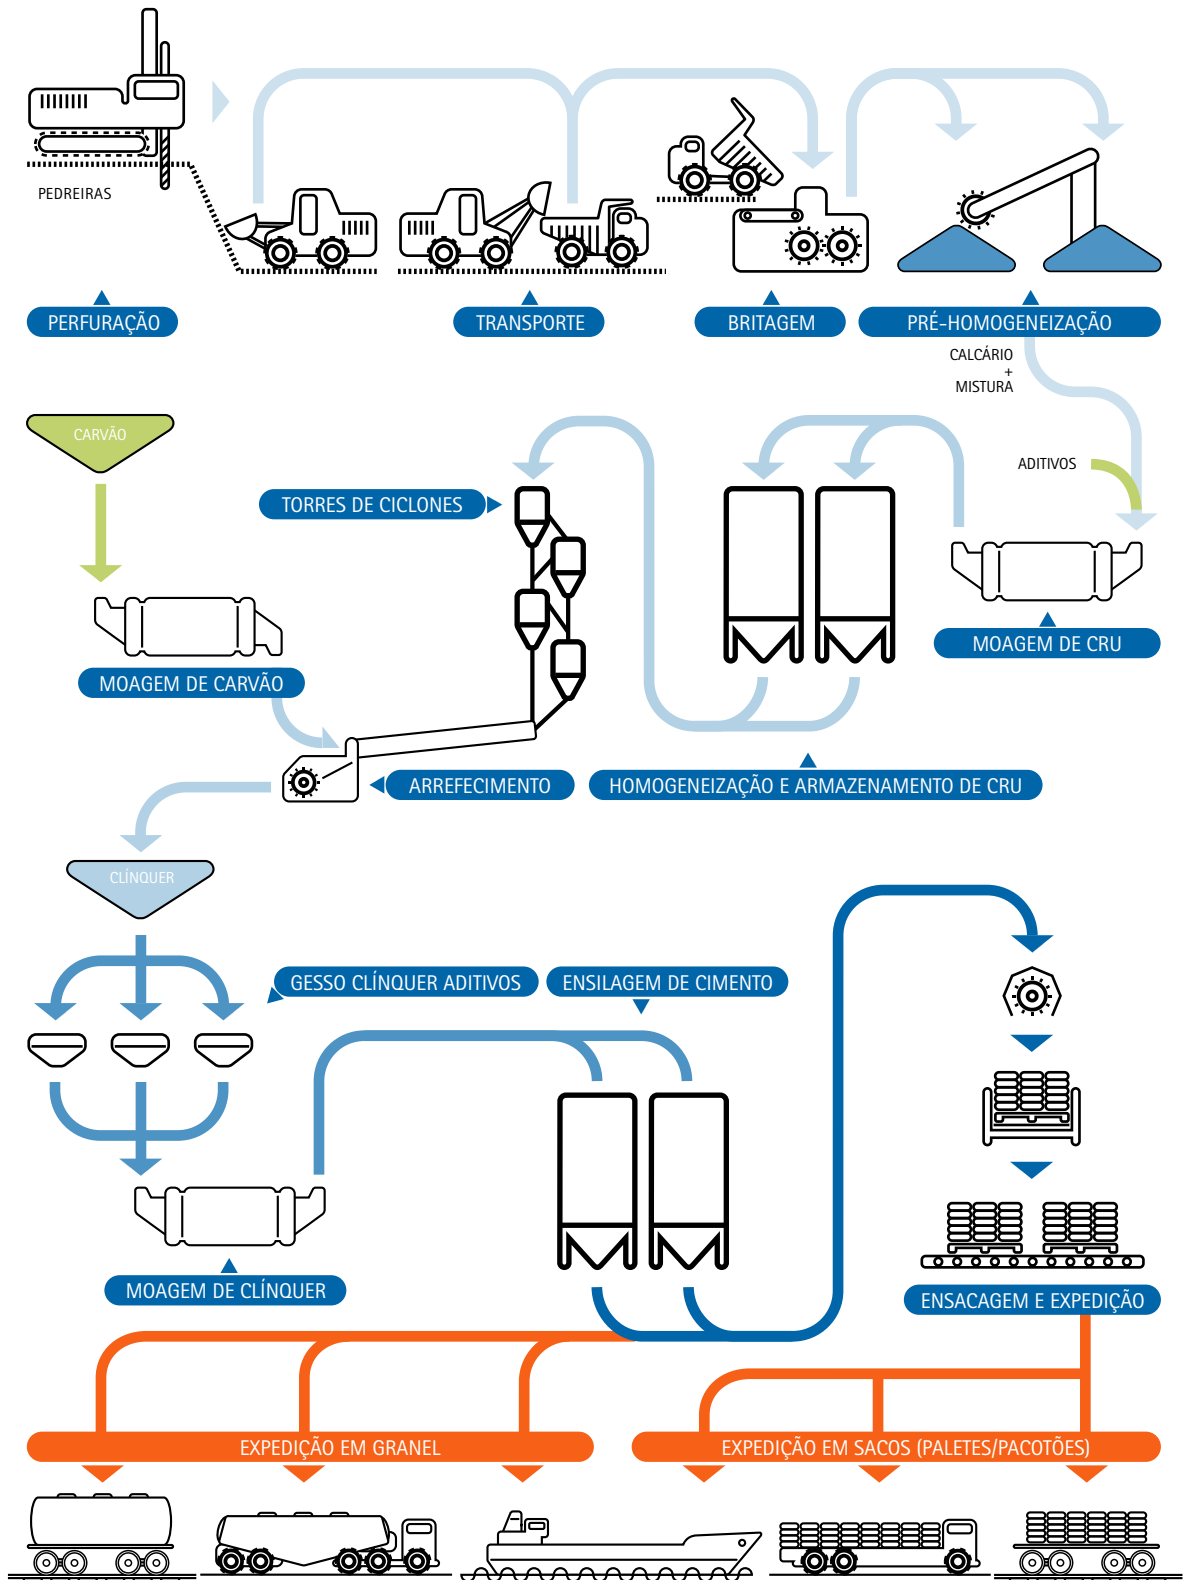 PEDREIRAS
PERFURAÇÃO
TRANSPORTE
BRITAGEM
PRÉ-HOMOGENEIZAÇÃO
CALCÁRIO
+
MISTURA
CARVÃO
ADITIVOS
TORRES DE CICLONES
MOAGEM DE CRU
MOAGEM DE CARVÃO
ARREFECIMENTO
HOMOGENEIZAÇÃO E ARMAZENAMENTO DE CRU
CLÍNQUER
GESSO CLÍNQUER ADITIVOS
ENSILAGEM DE CIMENTO
MOAGEM DE CLÍNQUER
ENSACAGEM E EXPEDIÇÃO
EXPEDIÇÃO EM GRANEL
EXPEDIÇÃO EM SACOS (PALETES/PACOTÕES)